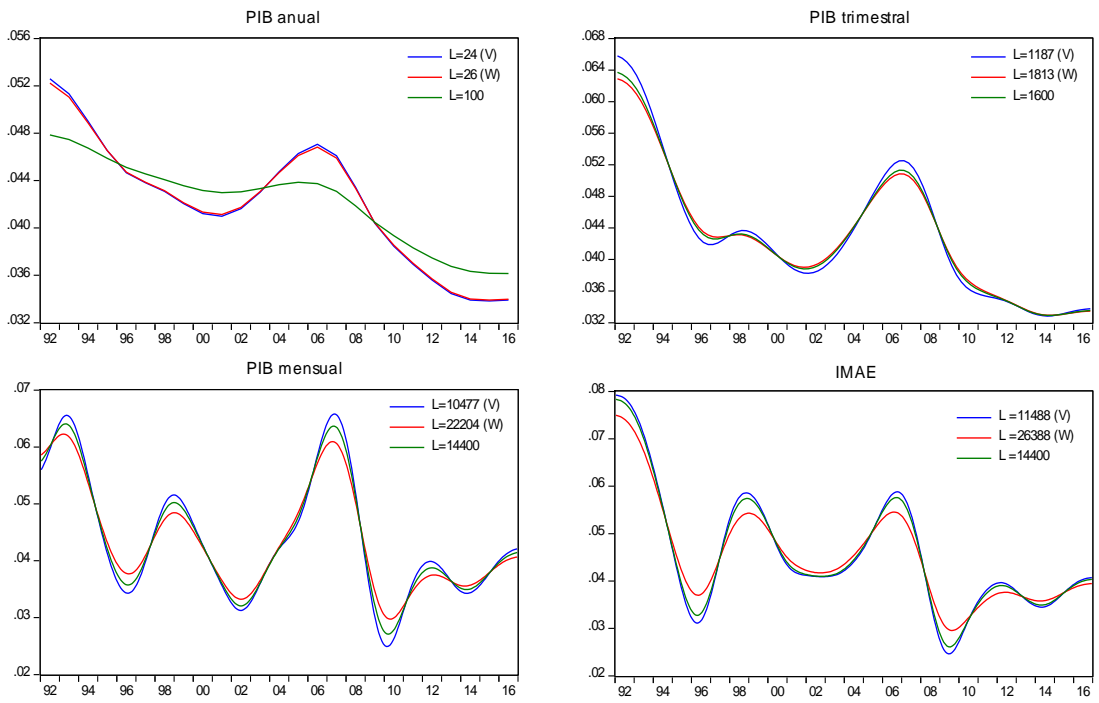 PIB anual
.056
.052
.048
.044
.040
.036
.032
L=24 (V)
L=26 (W)
L=100
92 94 96 98 00 02 04 06 08 10 12 14 16
PIB trimestral
.068
.064
.060
.056
.052
.048
.044
.040
.036
.032
L=1187 (V)
L=1813 (W)
L=1600
92 94 96 98 00 02 04 06 08 10 12 14 16
PIB mensual
.07
.06
.05
.04
.03
.02
L=10477 (V)
L=22204 (W)
L=14400
92 94 96 98 00 02 04 06 08 10 12 14 16
IMAE
.08
.07
.06
.05
.04
.03
.02
L =11488 (V)
L =26388 (W)
L =14400
92 94 96 98 00 02 04 06 08 10 12 14 16